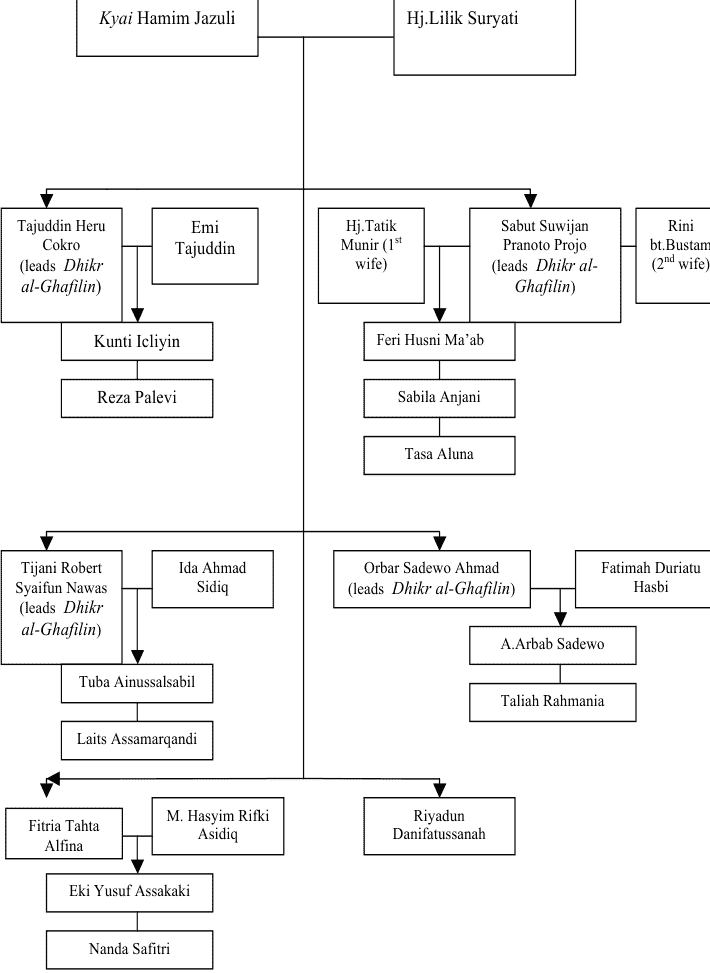 Kyai Hamim Jazuli
Hj.Lilik Suryati
Tajuddin Heru
Cokro
(leads Dhikr
al-Ghafilin)
Emi
Tajuddin
Hj.Tatik
Munir (1st
wife)
Sabut Suwijan
Pranoto Projo
(leads Dhikr al-
Ghafilin)
Rini
bt.Bustam
(2nd wife)
Kunti Icliyin
Reza Palevi
Feri Husni Ma’ab
Sabila Anjani
Tasa Aluna
Tijani Robert
Syaifun Nawas
(leads Dhikr
al-Ghafilin)
Ida Ahmad
Sidiq
Orbar Sadewo Ahmad
(leads Dhikr al-Ghafilin)
Fatimah Duriatu
Hasbi
Tuba Ainussalsabil
Laits Assamarqandi
A.Arbab Sadewo
Taliah Rahmania
Fitria Tahta
Alfina
M. Hasyim Rifki
Asidiq
Riyadun
Danifatussanah
Eki Yusuf Assakaki
Nanda Safitri